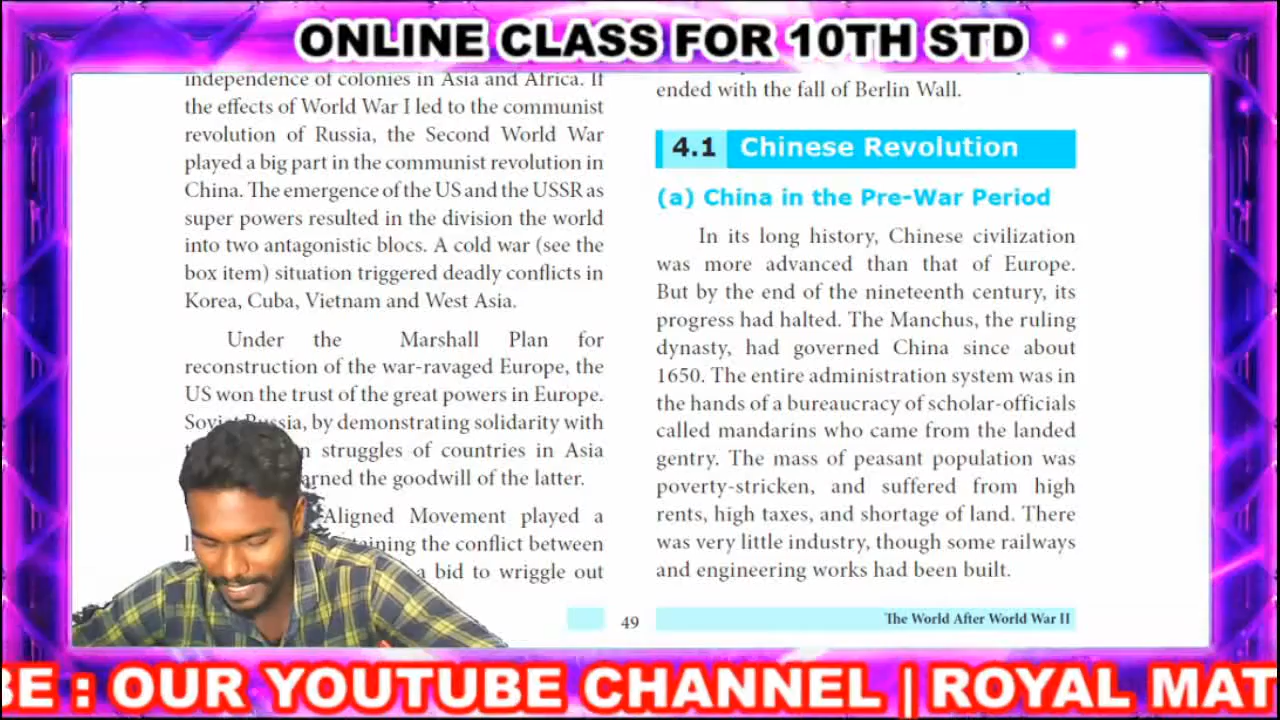 ONLINE CLASS FOR 10TH STD
independence of colonies in Asia and Africa. If
the effects of World War I led to the communist
revolution of Russia, the Second World War
played a big part in the communist revolution in
China. The emergence of the US and the USSR as
super powers resulted in the division the world
into two antagonistic blocs. A cold war (see the
box item) situation triggered deadly conflicts in
Korea, Cuba, Vietnam and West Asia.
Under the Marshall Plan for
reconstruction of the war-ravaged Europe, the
US won the trust of the great powers in Europe.
Soviet Russia, by demonstrating solidarity with
struggles of countries in Asia
the goodwill of the latter.
Aligned Movement played a
the conflict between
a bid to wriggle out
49
ended with the fall of Berlin Wall.
4.1 Chinese Revolution
(a) China in the Pre-War Period
In its long history, Chinese civilization
was more advanced than that of Europe.
But by the end of the nineteenth century, its
progress had halted. The Manchus, the ruling
dynasty, had governed China since about
1650. The entire administration system was in
the hands of a bureaucracy of scholar-officials
called mandarins who came from the landed
gentry. The mass of peasant population was
poverty-stricken, and suffered from high
rents, high taxes, and shortage of land. There
was very little industry, though some railways
and engineering works had been built.
The World After World War II
BE : OUR YOUTUBE CHANNEL | ROYAL MAT